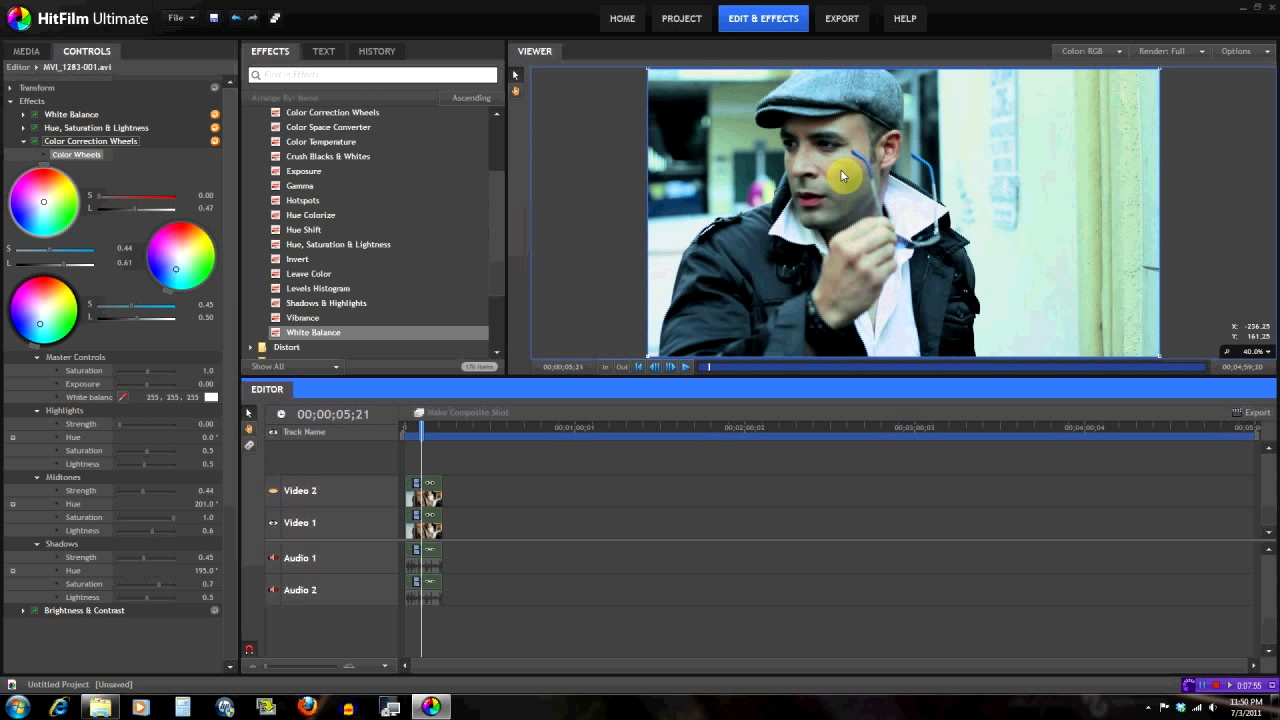 HitFilm Ultimate
File
HOME
PROJECT
EDIT & EFFECTS
EXPORT
HELP
MEDIA
CONTROLS
Editor MVI_1283-001.avi
Transform
Effects
White Balance
Hue, Saturation & Lightness
Color Correction Wheels
Color Wheels
S 0.00
L 0.47
S 0.44
L 0.61
S 0.45
L 0.50
Master Controls
Saturation 1.0
Exposure 0.00
White balanc 255, 255, 255
Highlights
Strength 0.00
Hue 0.0°
Saturation 0.5
Lightness 0.5
Midtones
Strength 0.44
Hue 201.0°
Saturation 1.0
Lightness 0.6
Shadows
Strength 0.45
Hue 195.0°
Saturation 0.7
Lightness 0.5
Brightness & Contrast
EFFECTS
TEXT
HISTORY
Find in Effects
Arrange By: Name
Ascending
Color Correction Wheels
Color Space Converter
Color Temperature
Crush Blacks & Whites
Exposure
Gamma
Hotspots
Hue Colorize
Hue Shift
Hue, Saturation & Lightness
Invert
Leave Color
Levels Histogram
Shadows & Highlights
Vibrance
White Balance
Distort
Show All
176 items
VIEWER
Color: RGB
Render: Full
Options
X: -236.25
Y: 161.25
40.0%
00;00;05;21
In
Out
00;04;59;20
EDITOR
00;00;05;21
Make Composite Shot
Export
Track Name
0
00;01;00;01
00;02;00;02
00;03;00;03
00;04;00;04
00;05;0
Video 2
Video 1
Audio 1
Audio 2
Untitled Project [Unsaved]
0:07:55
11:50 PM
7/3/2011